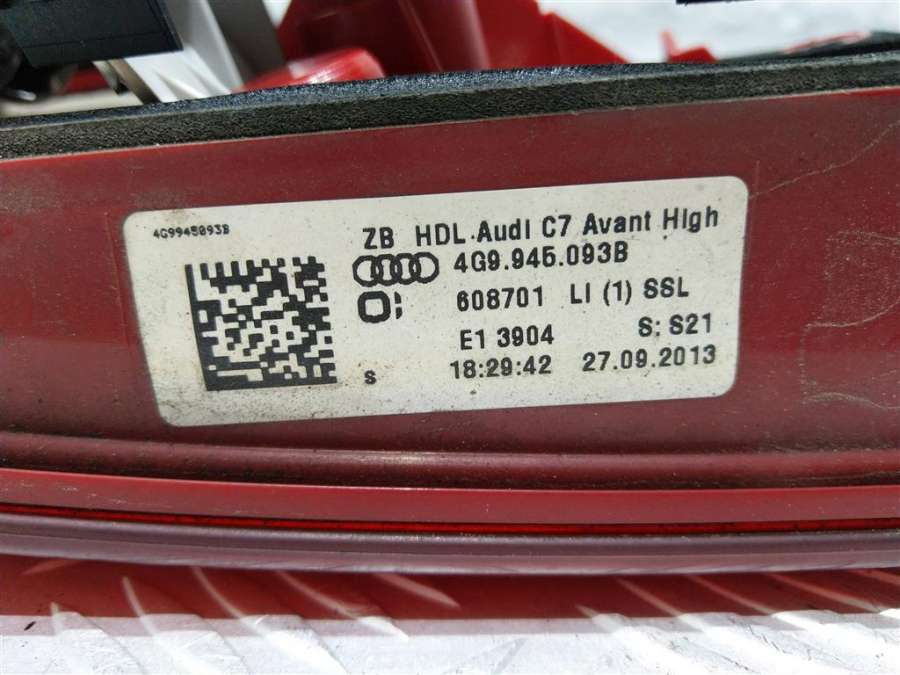 4G9945093B
ZB HDL Audi C7 Avant High
4G9.945.093B
608701 LI (1) SSL
E1 3904 S: S21
S 18:29:42 27.09.2013